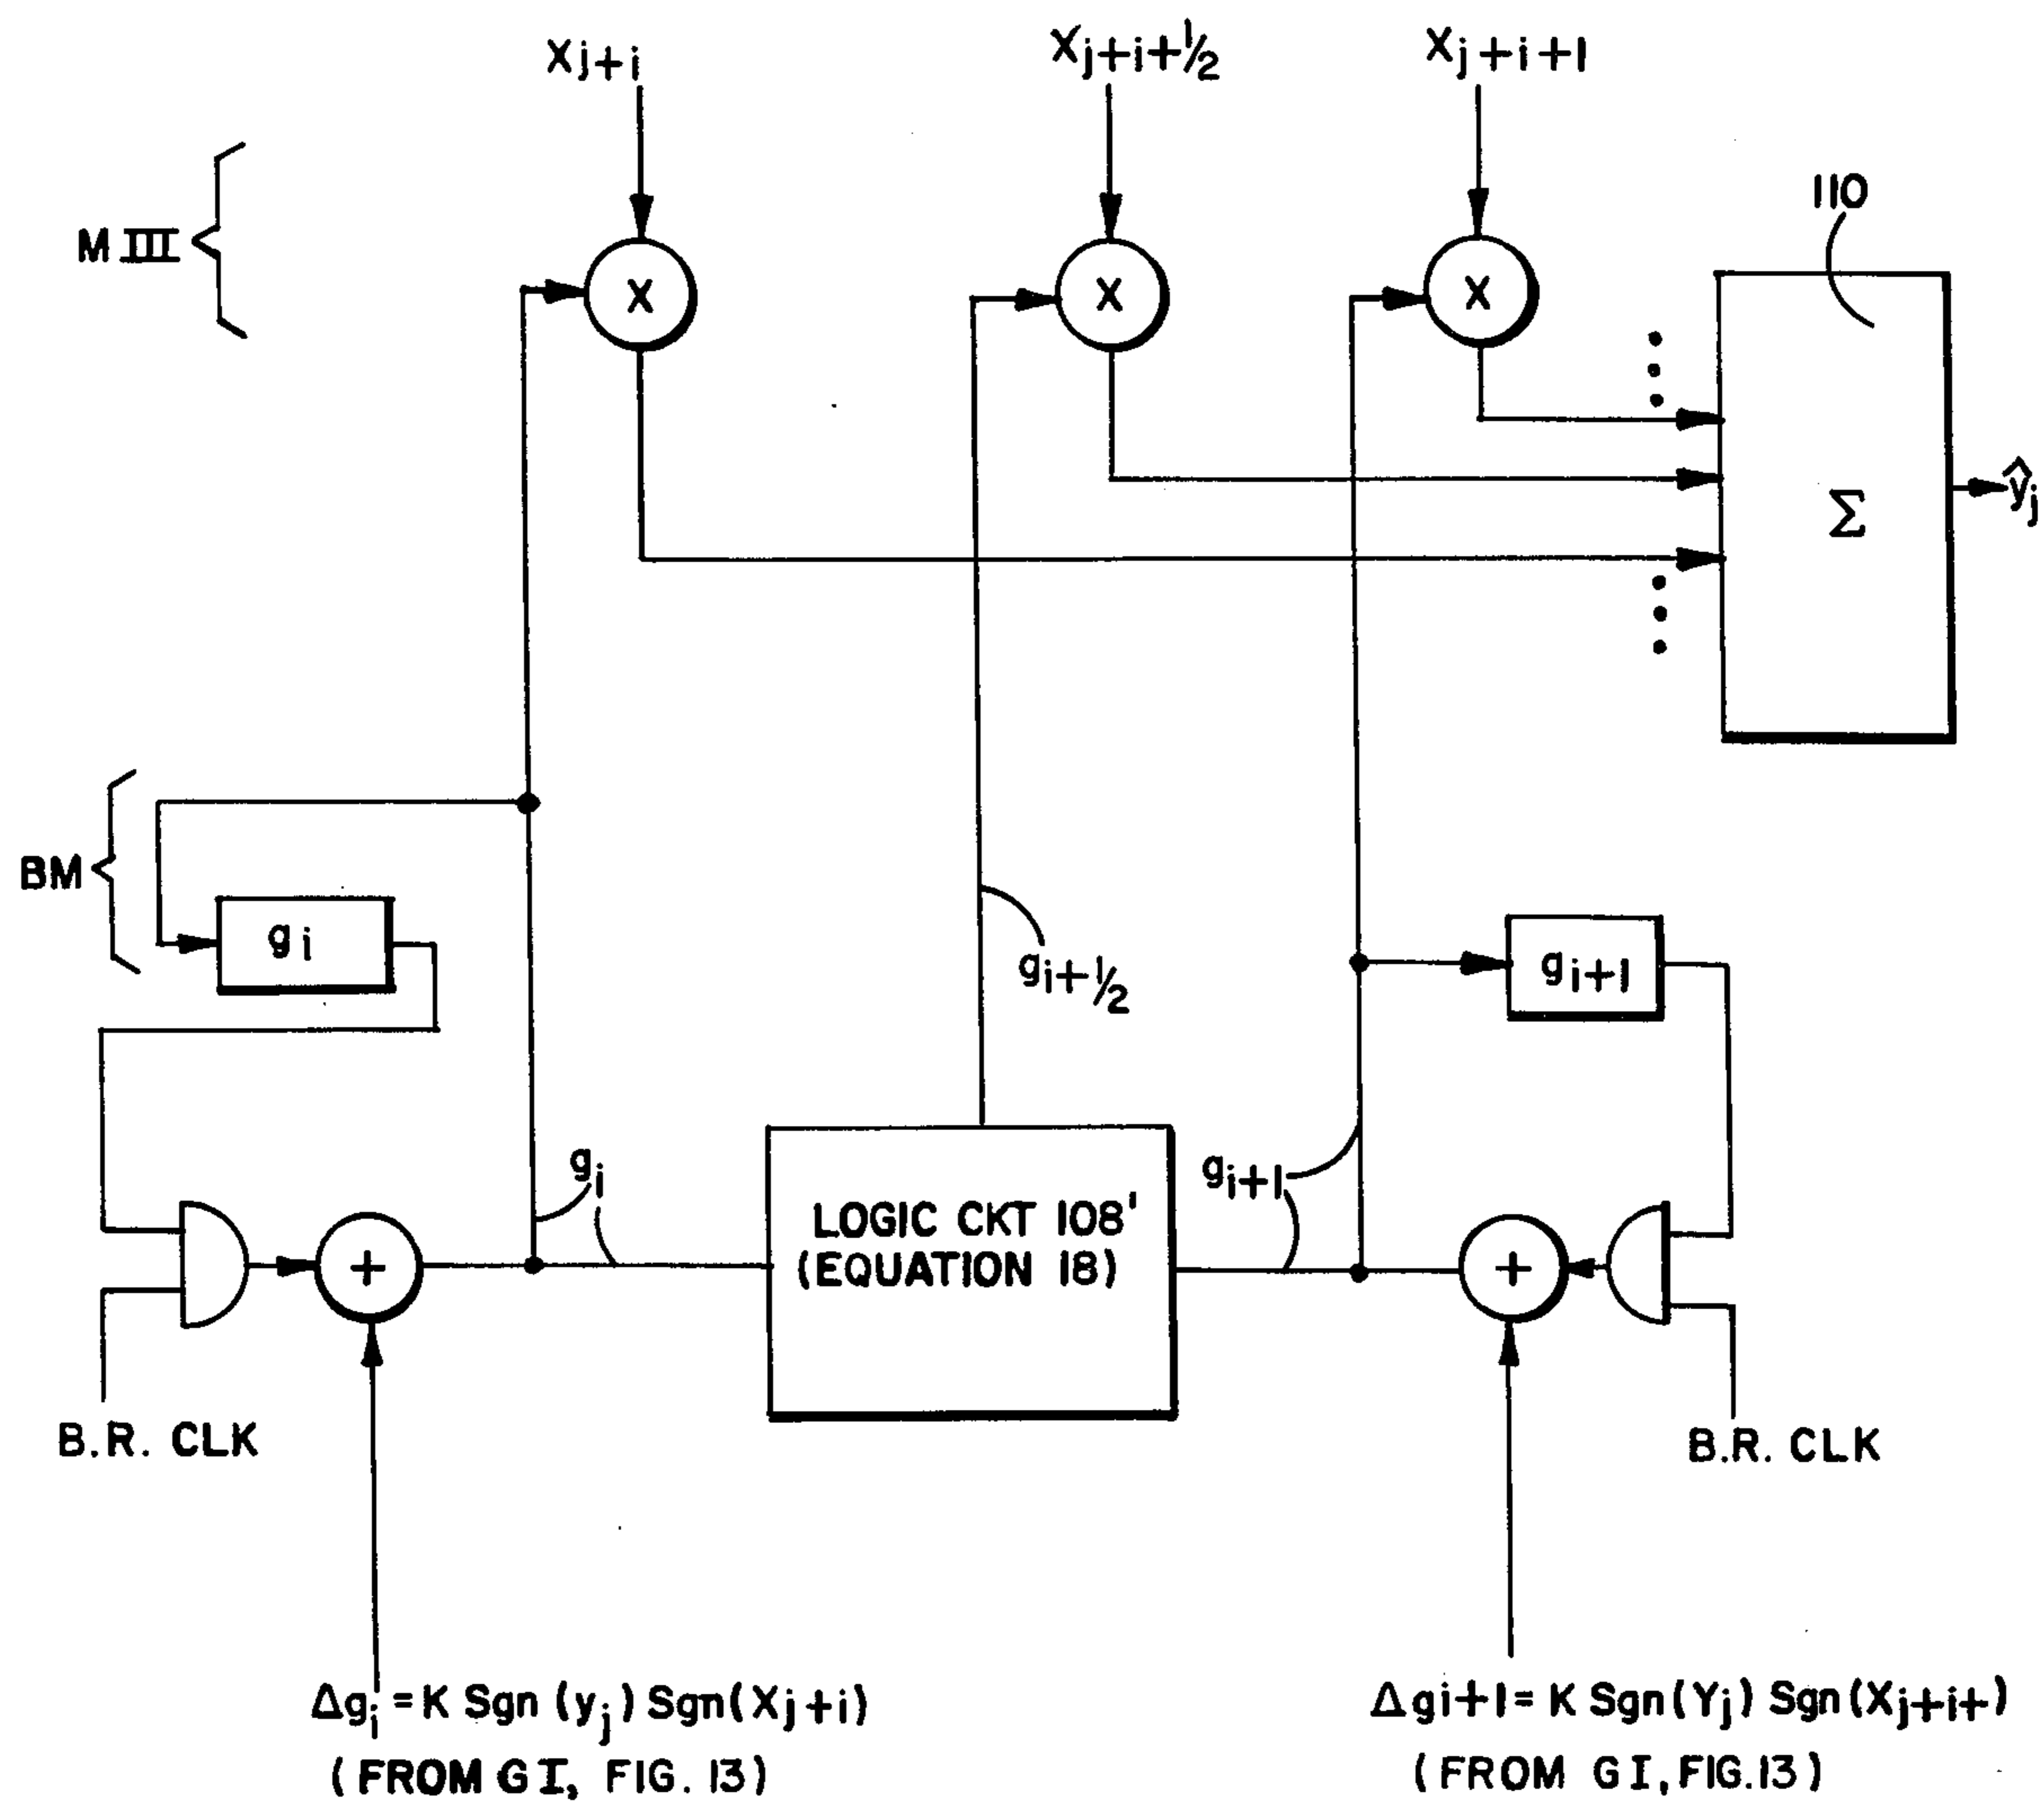 Xj+i
Xj+i+½
Xj+i+1
M III
110
X
X
X
Σ
ŷj
BM
gi
gi+½
gi+1
gi
gi+1
LOGIC CKT 108'
(EQUATION 18)
+
+
B.R. CLK
B.R. CLK
Δgi = K Sgn (yj) Sgn(Xj+i)
(FROM GI, FIG. 13)
Δgi+1 = K Sgn(Yj) Sgn(Xj+i+)
(FROM GI, FIG.13)